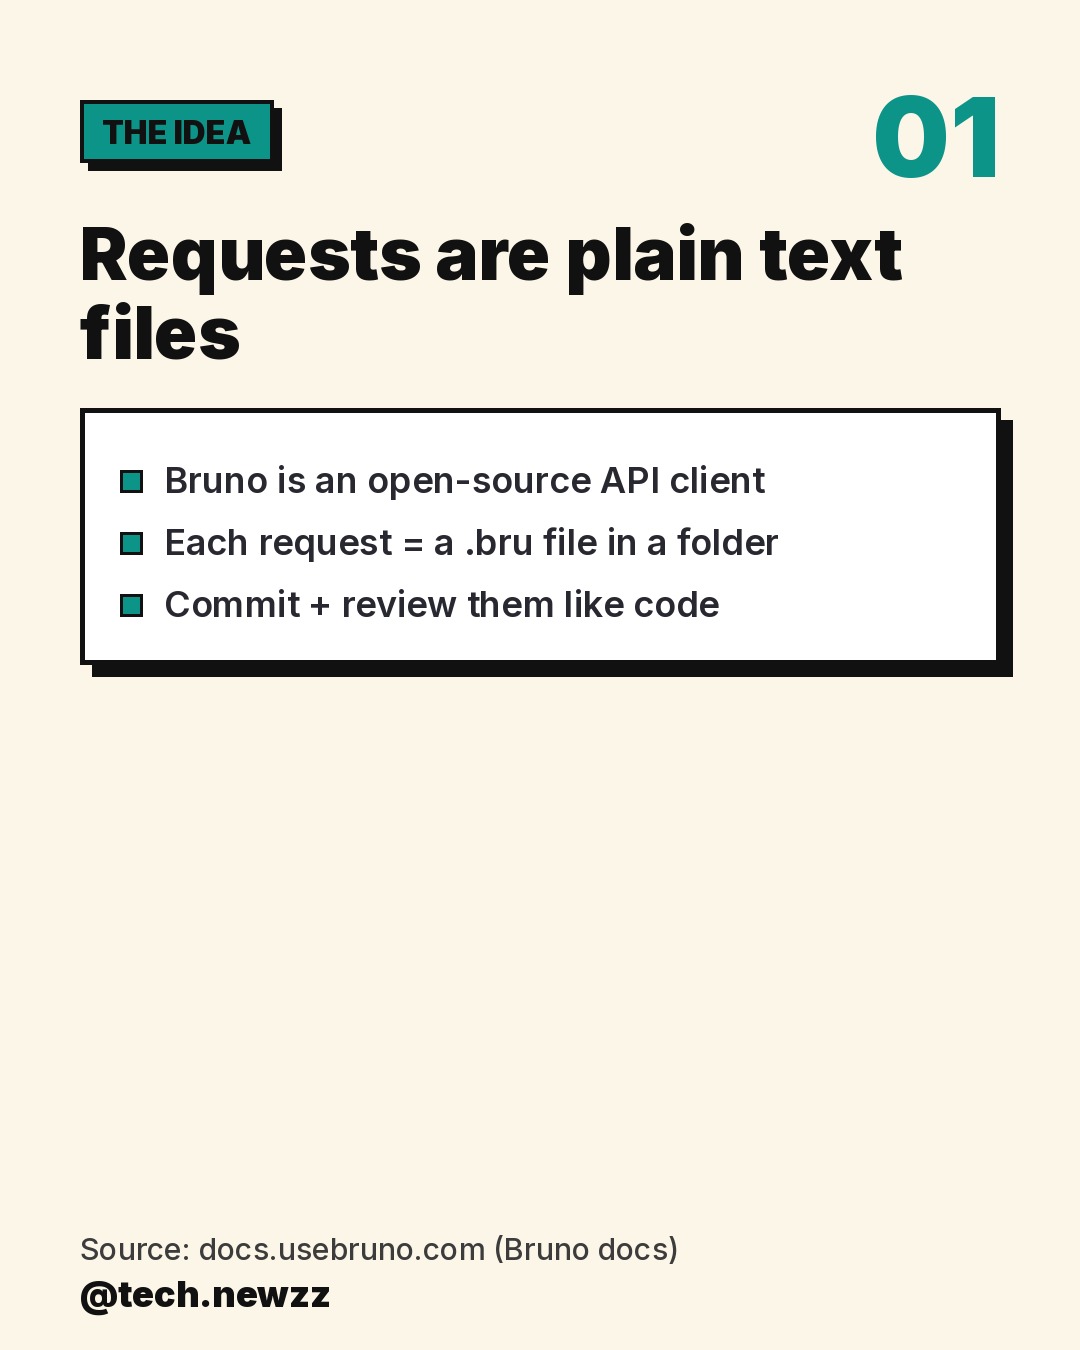 THE IDEA
01
Requests are plain text
files
Bruno is an open-source API client
Each request = a .bru file in a folder
Commit + review them like code
Source: docs.usebruno.com (Bruno docs)
@tech.newzz